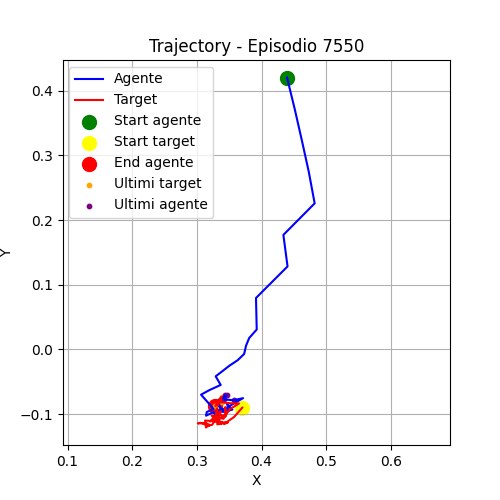 Trajectory - Episodio 7550
Agente
Target
Start agente
Start target
End agente
Ultimi target
Ultimi agente
Y
0.4
0.3
0.2
0.1
0.0
−0.1
0.1
0.2
0.3
0.4
0.5
0.6
X